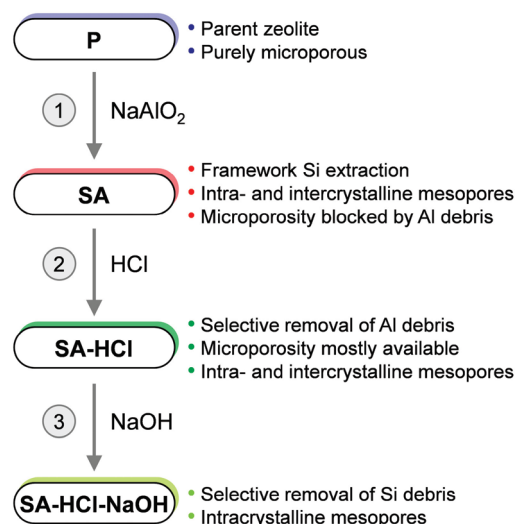 P
• Parent zeolite
• Purely microporous
1 NaAlO₂
SA
• Framework Si extraction
• Intra- and intercrystalline mesopores
• Microporosity blocked by Al debris
2 HCl
SA-HCl
• Selective removal of Al debris
• Microporosity mostly available
• Intra- and intercrystalline mesopores
3 NaOH
SA-HCl-NaOH
• Selective removal of Si debris
• Intracrystalline mesopores